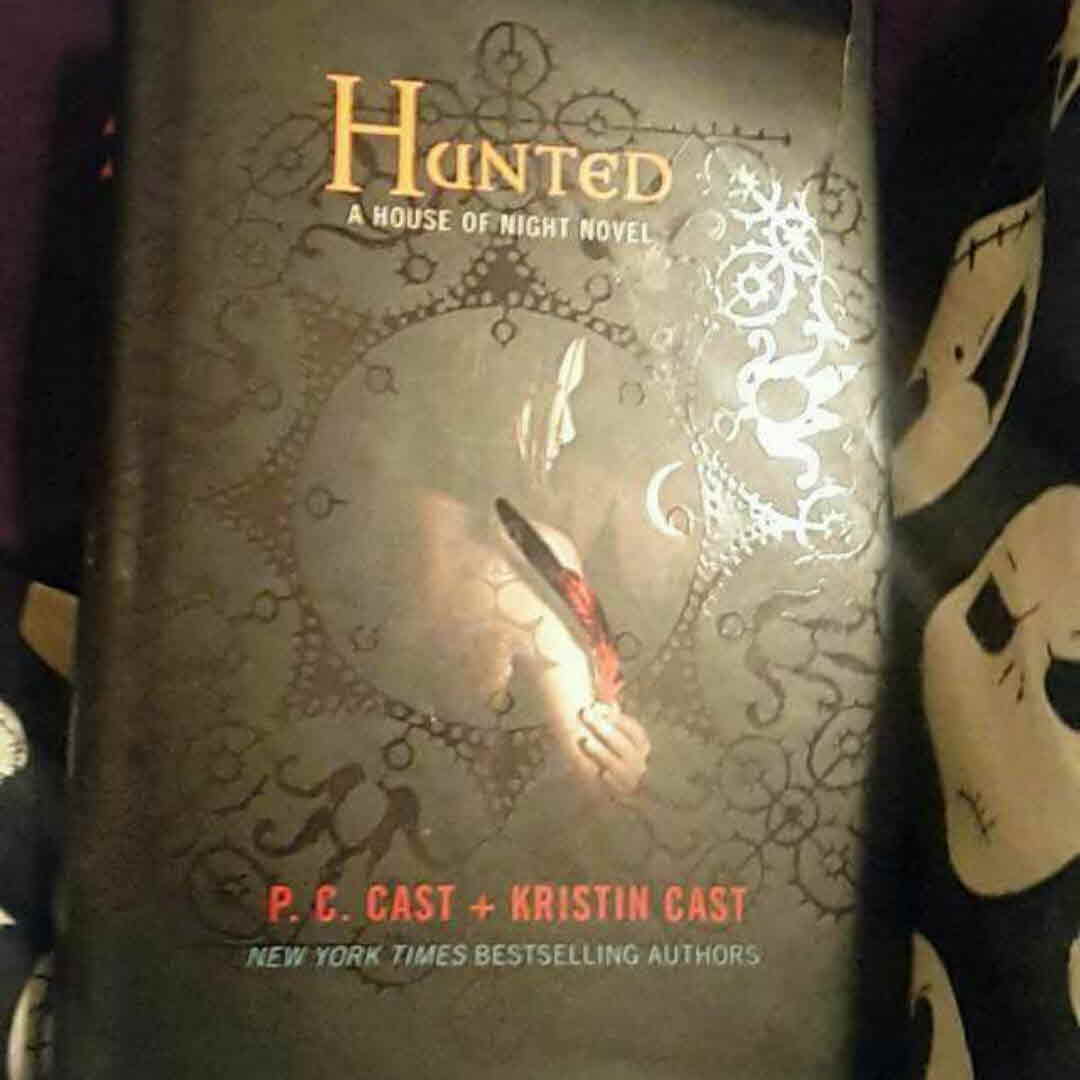 HUNTED
A HOUSE OF NIGHT NOVEL
P. C. CAST + KRISTIN CAST
NEW YORK TIMES BESTSELLING AUTHORS